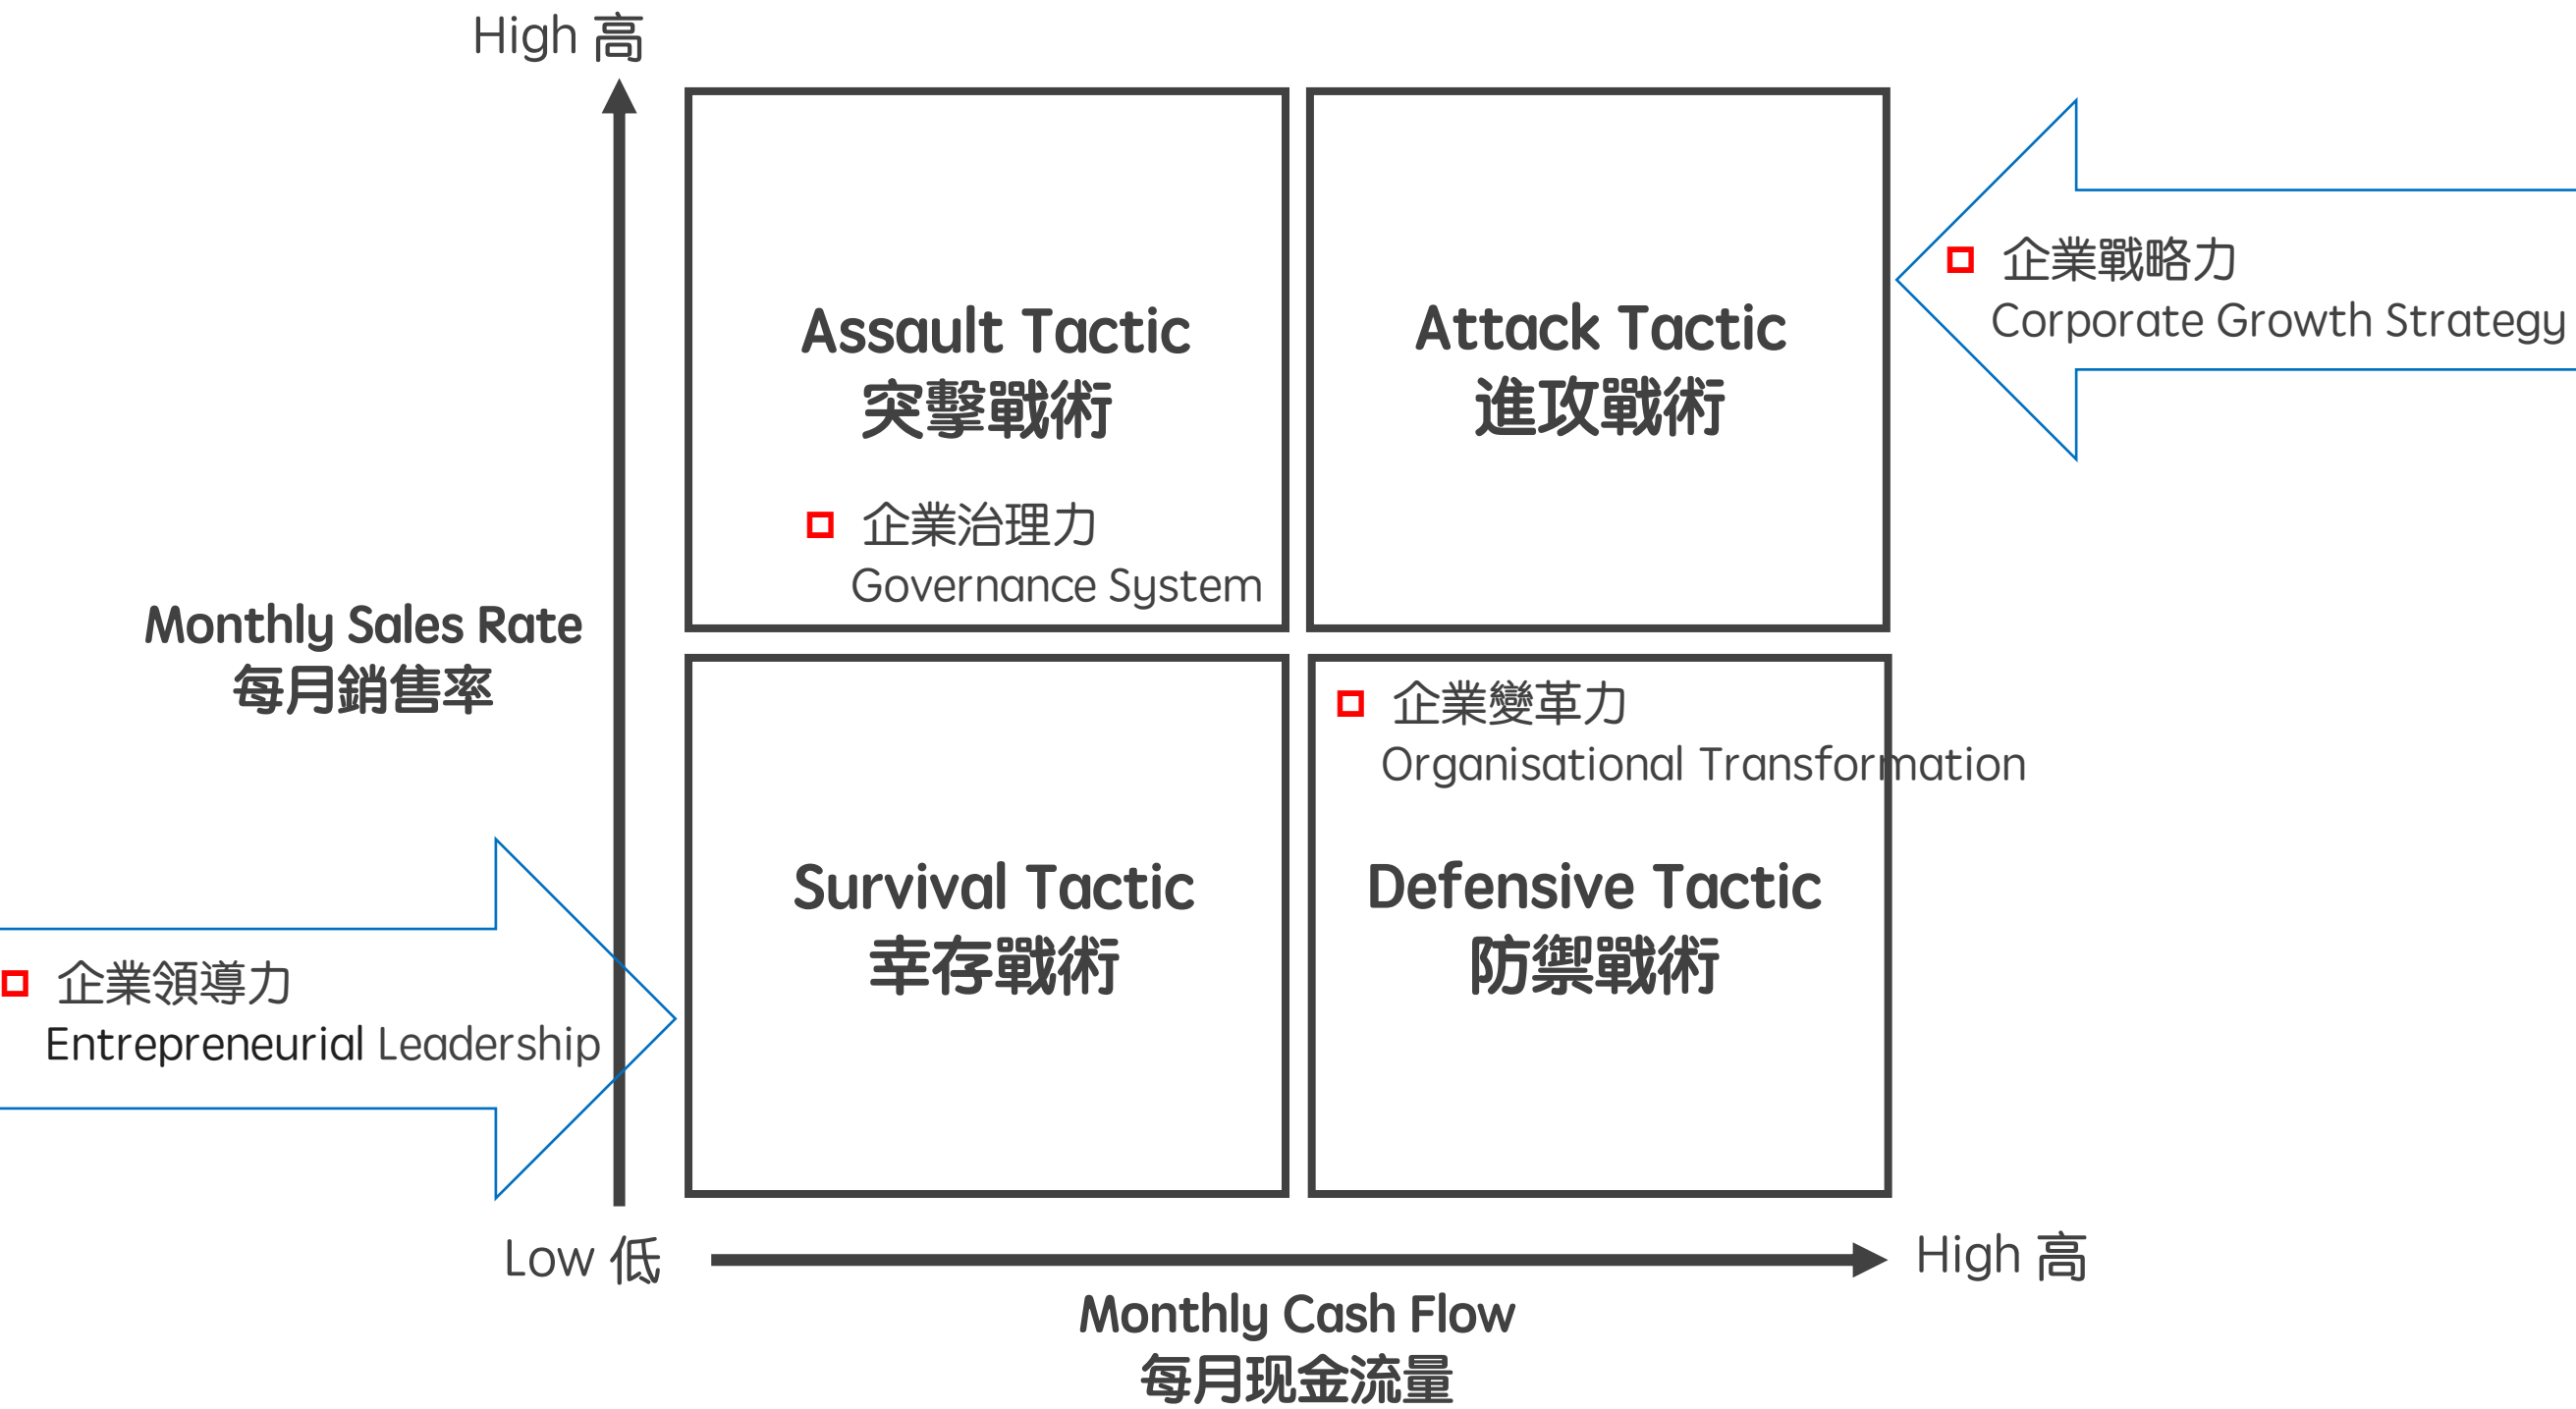 High 高
Assault Tactic
突擊戰術
企業治理力
Governance System
Attack Tactic
進攻戰術
企業戰略力
Corporate Growth Strategy
Monthly Sales Rate
每月銷售率
企業變革力
Organisational Transformation
Survival Tactic
幸存戰術
Defensive Tactic
防禦戰術
企業領導力
Entrepreneurial Leadership
Low 低
High 高
Monthly Cash Flow
每月现金流量